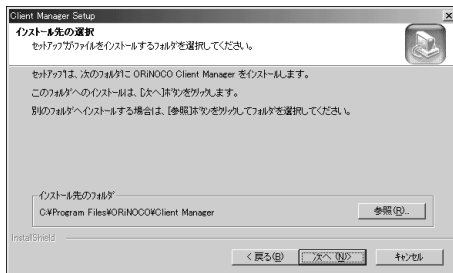 Client Manager Setup
インストール先の選択
セットアップがファイルをインストールするフォルダを選択してください。
セットアップは、次のフォルダに ORiNOCO Client Manager をインストールします。
このフォルダへのインストールは、[次へ]ボタンをクリックします。
別のフォルダへインストールする場合は、[参照]ボタンをクリックしてフォルダを選択してください。
インストール先のフォルダ
C:¥Program Files¥ORiNOCO¥Client Manager
参照(R)...
InstallShield
< 戻る(B)
次へ (N)>
キャンセル